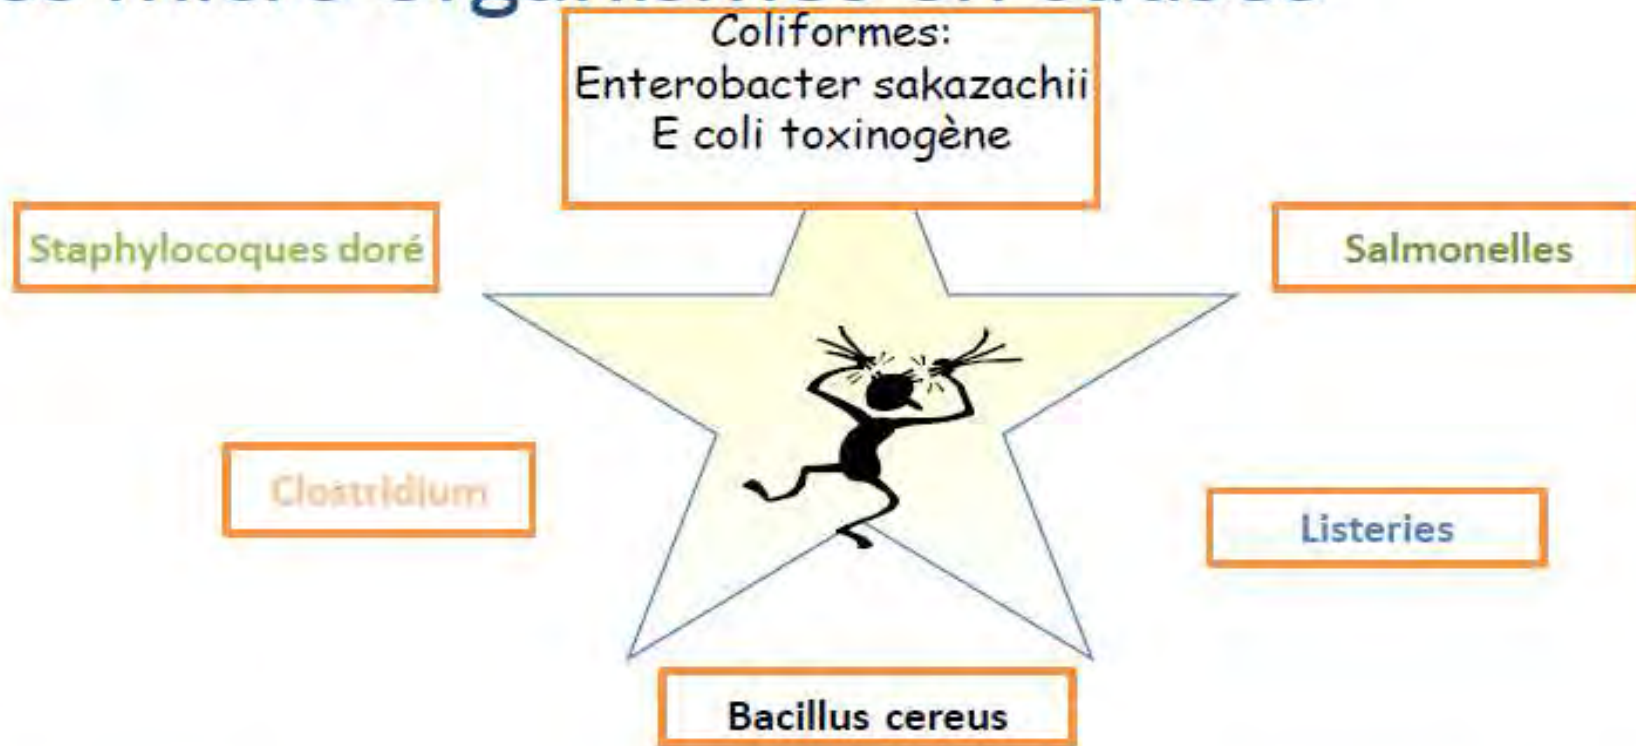 Coliformes:
Enterobacter sakazachii
E coli toxinogène
Staphylocoques doré
Salmonelles
Clostridium
Listeries
Bacillus cereus